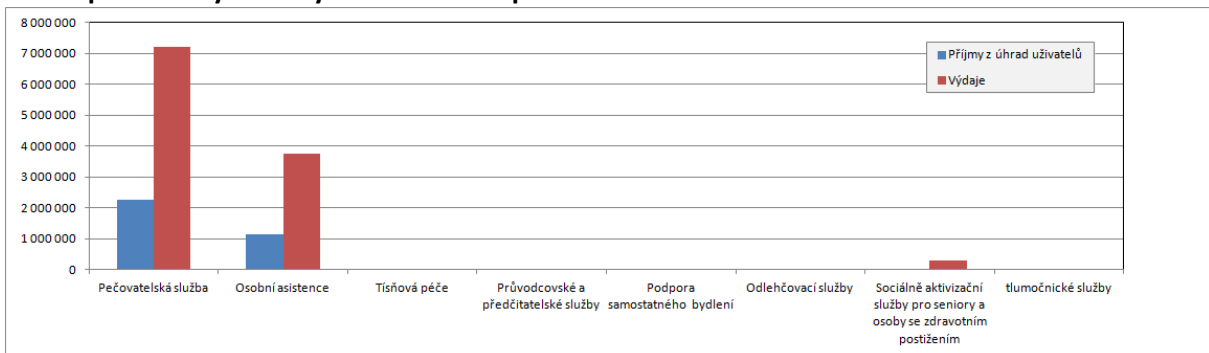 8 000 000
7 000 000
6 000 000
5 000 000
4 000 000
3 000 000
2 000 000
1 000 000
0
Příjmy z úhrad uživatelů
Výdaje
Pečovatelská služba
Osobní asistence
Tísňová péče
Průvodcovské a
předčitatelské služby
Podpora
samostatného bydlení
Odlehčovací služby
Sociálně aktivizační
služby pro seniory a
osoby se zdravotním
postižením
tlumočnické služby